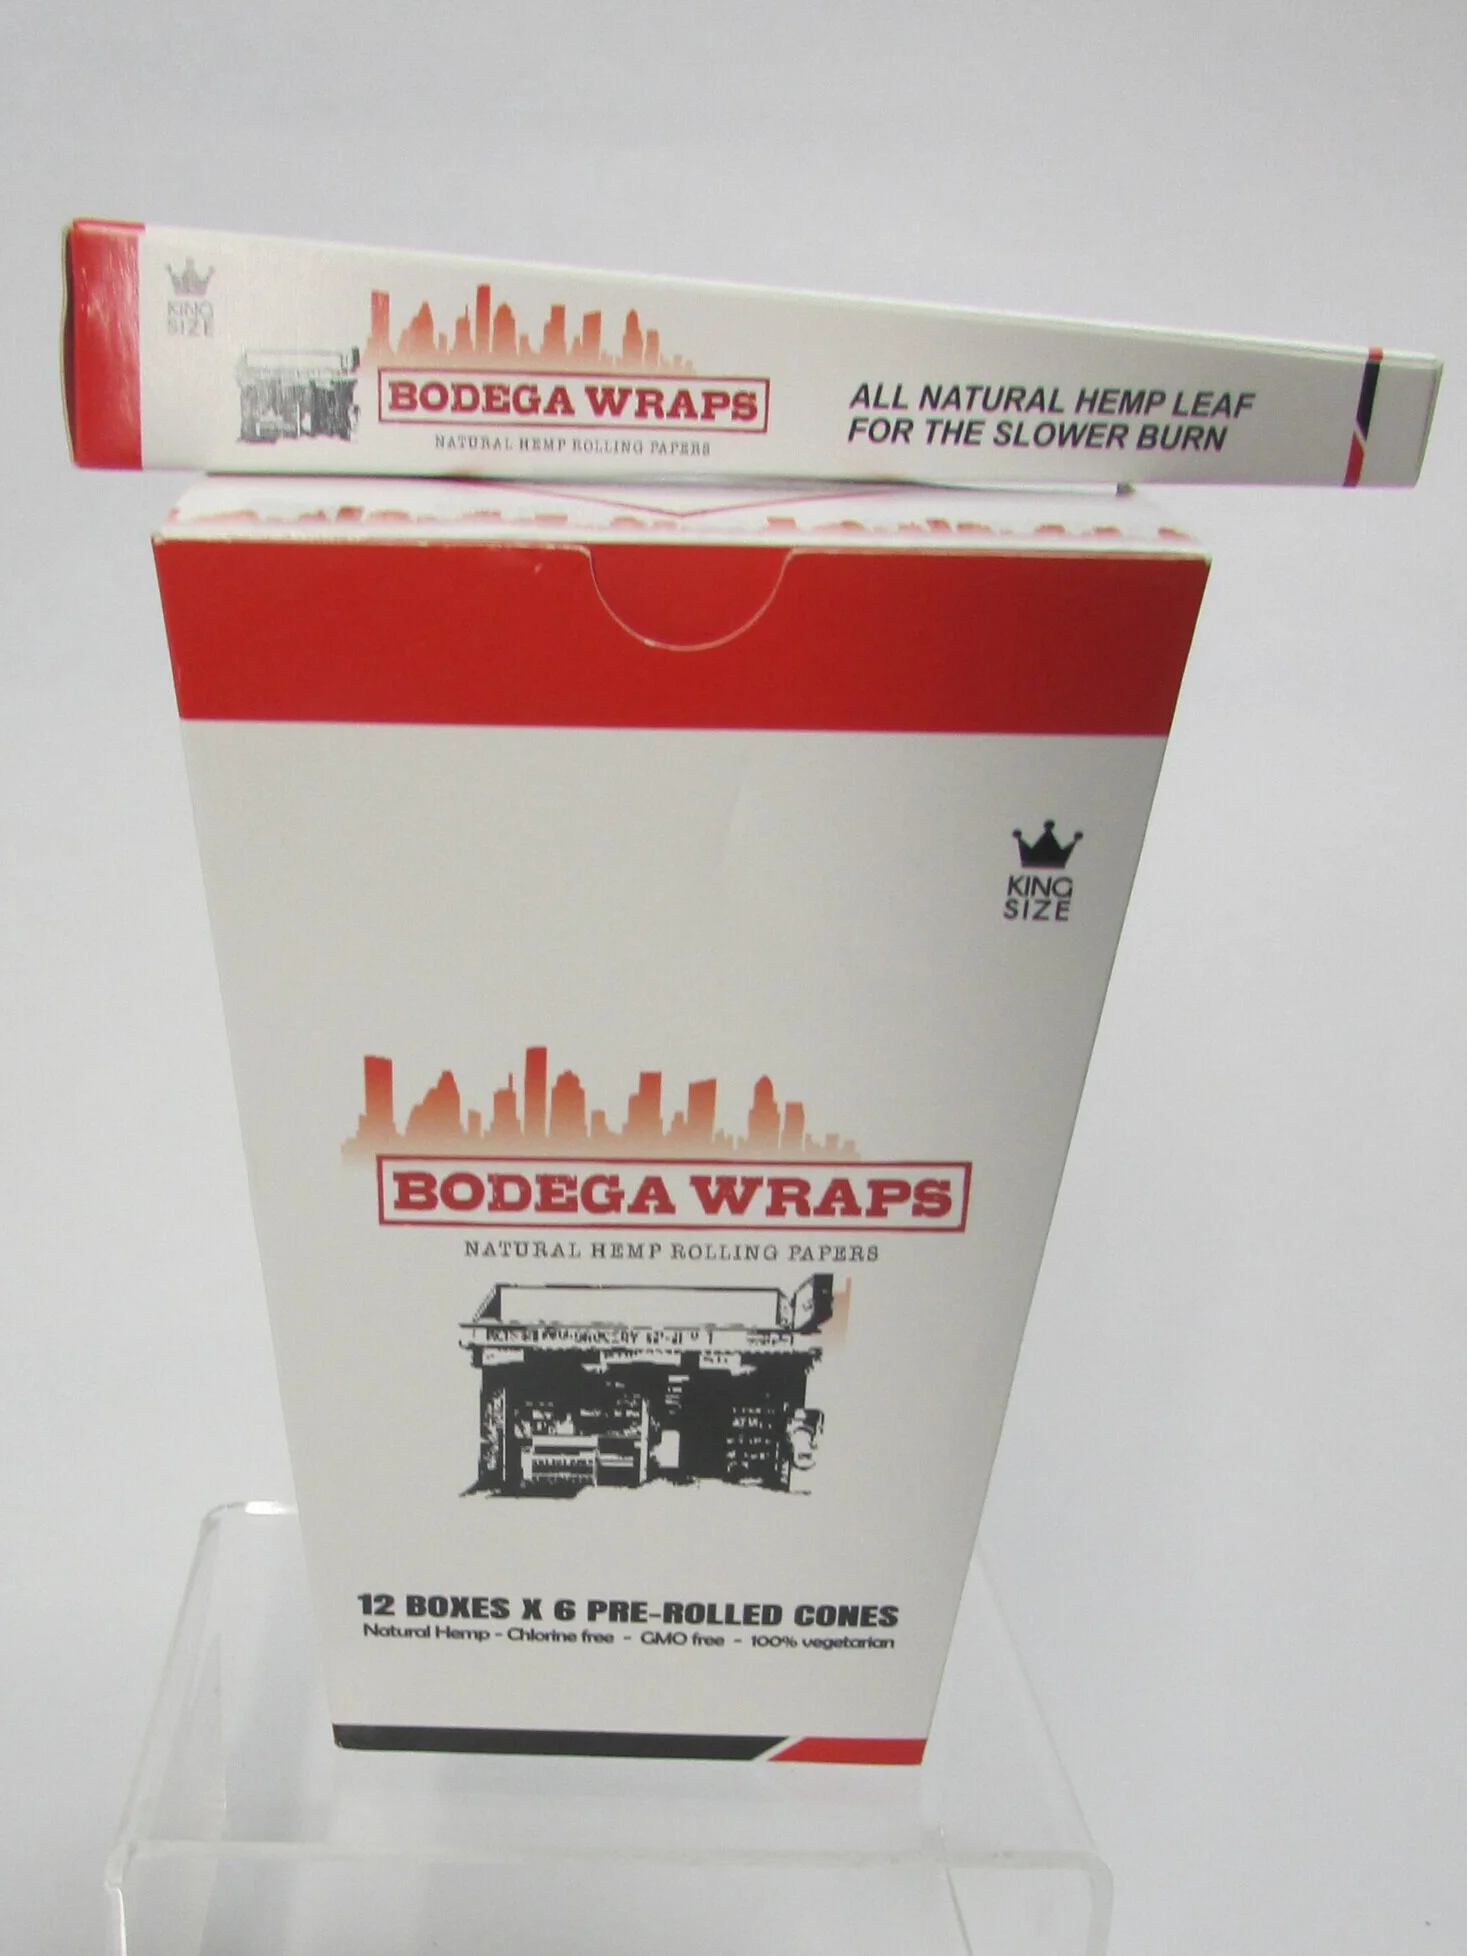 KING
SIZE
BODEGA WRAPS
NATURAL HEMP ROLLING PAPERS
ALL NATURAL HEMP LEAF
FOR THE SLOWER BURN
KING
SIZE
BODEGA WRAPS
NATURAL HEMP ROLLING PAPERS
12 BOXES X 6 PRE-ROLLED CONES
Natural Hemp - Chlorine free - GMO free - 100% vegetarian